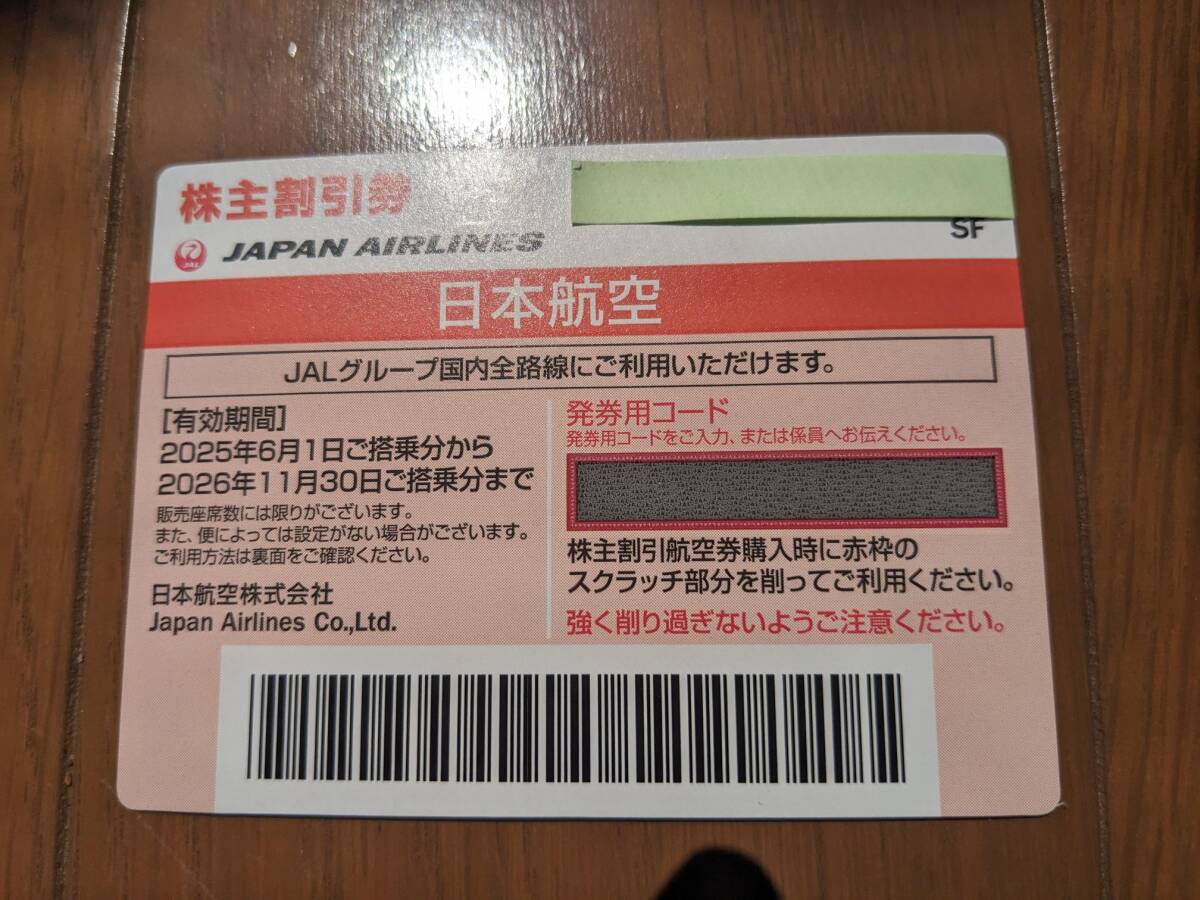 株主割引券
SF
JAL
JAPAN AIRLINES
日本航空
JALグループ国内全路線にご利用いただけます。
[有効期間]
2025年6月1日ご搭乗分から
2026年11月30日ご搭乗分まで
販売座席数には限りがございます。
また、便によっては設定がない場合がございます。
ご利用方法は裏面をご確認ください。
日本航空株式会社
Japan Airlines Co.,Ltd.
発券用コード
発券用コードをご入力、または係員へお伝えください。
株主割引航空券購入時に赤枠の
スクラッチ部分を削ってご利用ください。
強く削り過ぎないようご注意ください。